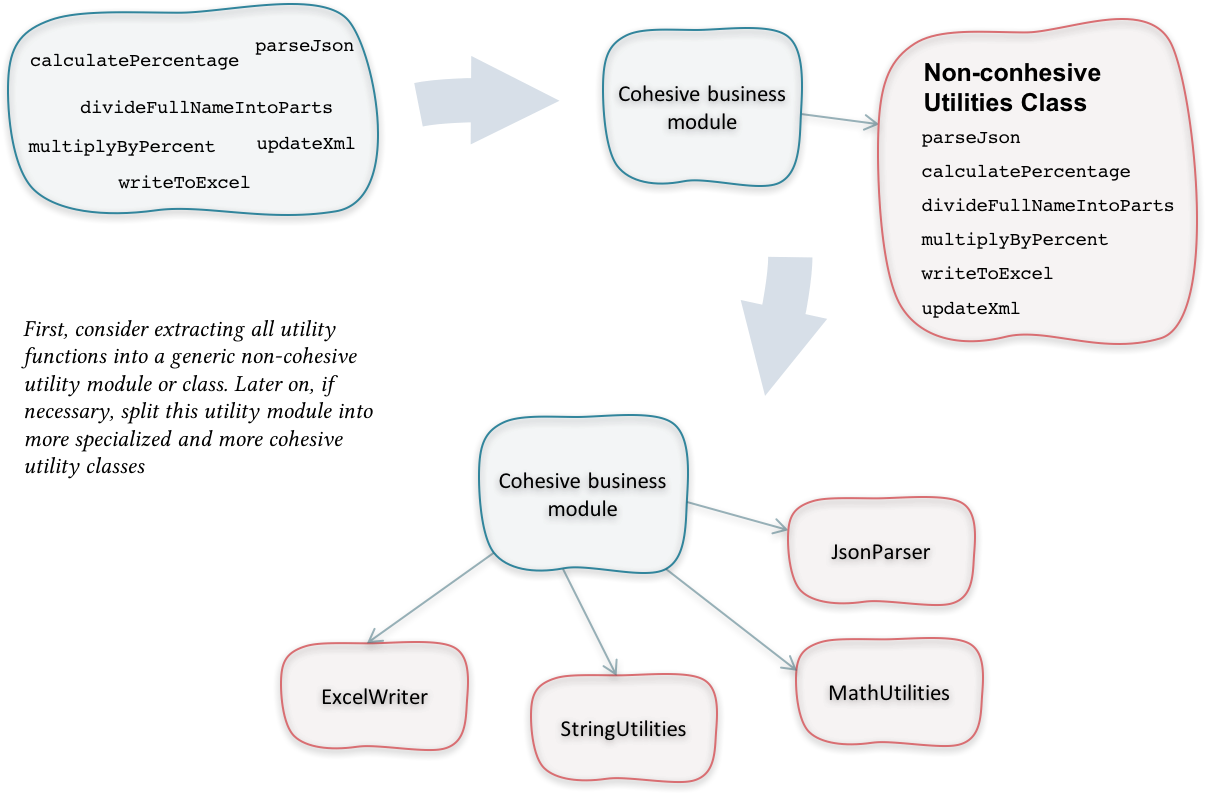 parseJson
calculatePercentage
divideFullNameIntoParts
multiplyByPercent
updateXml
writeToExcel
Cohesive business
module
Non-conhesive
Utilities Class
parseJson
calculatePercentage
divideFullNameIntoParts
multiplyByPercent
writeToExcel
updateXml
First, consider extracting all utility
functions into a generic non-cohesive
utility module or class. Later on, if
necessary, split this utility module into
more specialized and more cohesive
utility classes
Cohesive business
module
JsonParser
ExcelWriter
StringUtilities
MathUtilities